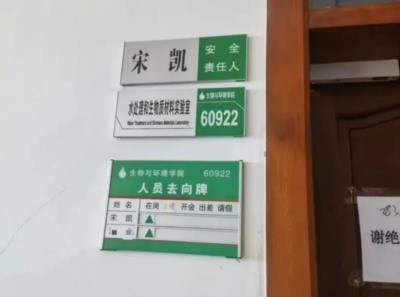 宋凯
安全
责任人
水处理和生物质材料实验室
Water Treatment and Biomass Materials Laboratory
生物与环境学院
60922
生物与环境学院 60922
人员去向牌
姓名 在岗 开会 出差 请假
宋凯
谢绝